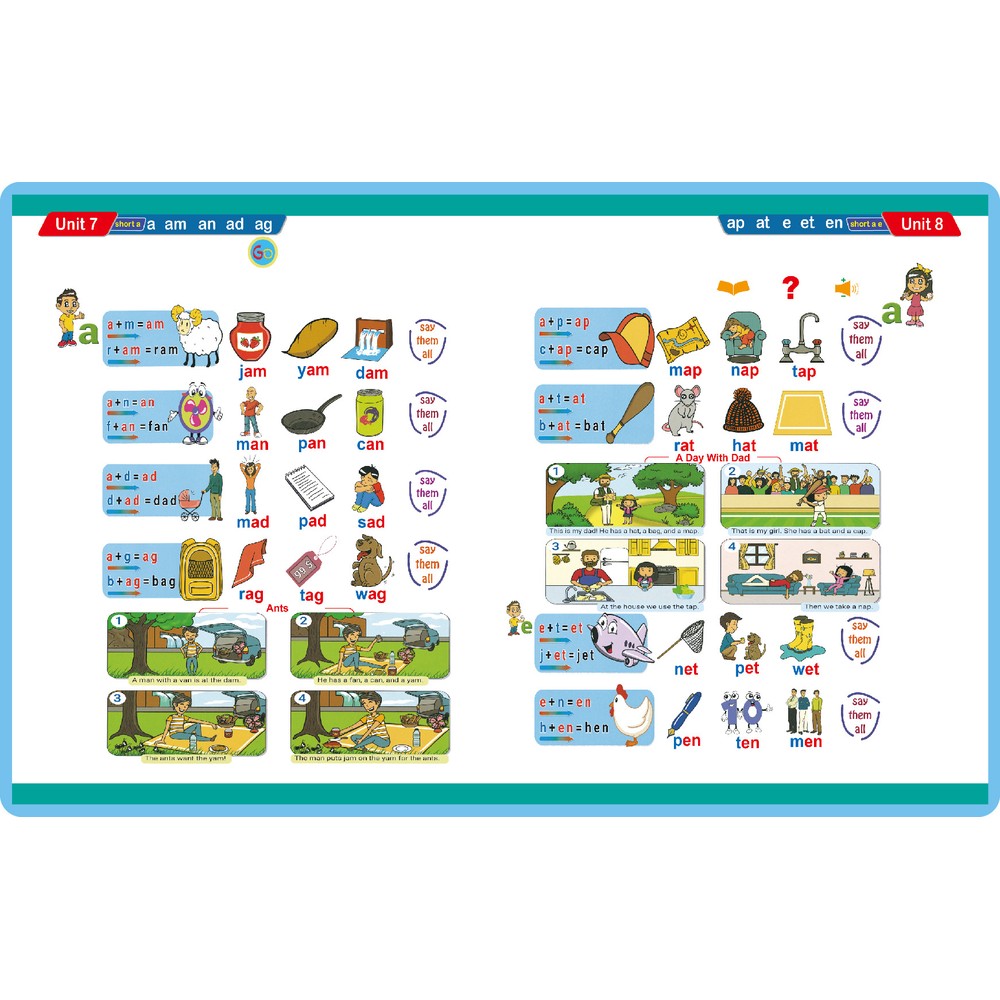 Unit 7 short a a am an ad ag
Go
a
a+m=am
r+am=ram
jam yam dam
say
them
all
a+n=an
f+an=fan
man pan can
say
them
all
a+d=ad
d+ad=dad
mad pad sad
say
them
all
a+g=ag
b+ag=bag
99 $
rag tag wag
say
them
all
Ants
1
A man with a van is at the dam.
2
He has a fan, a can, and a yam.
3
The ants want the yam!
4
The man puts jam on the yam for the ants.
ap at e et en short a e Unit 8
?
a
a+p=ap
c+ap=cap
map nap tap
say
them
all
a+t=at
b+at=bat
rat hat mat
say
them
all
A Day With Dad
1
This is my dad! He has a hat, a bag, and a map.
2
That is my girl. She has a bat and a cap.
3
At the house we use the tap.
4
Then we take a nap.
e
e+t=et
j+et=jet
net pet wet
say
them
all
e+n=en
h+en=hen
10
pen ten men
say
them
all